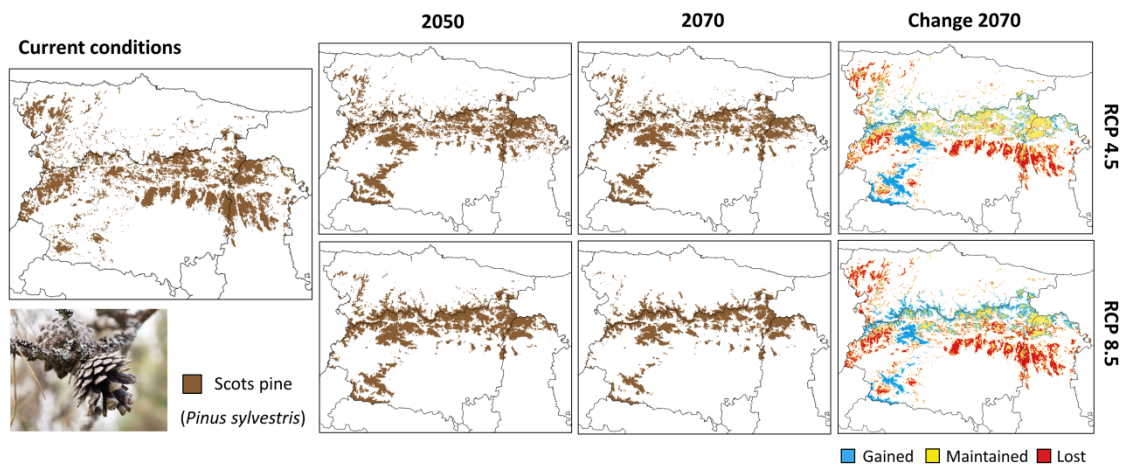 2050
2070
Change 2070
Current conditions
RCP 4.5
RCP 8.5
Scots pine
(Pinus sylvestris)
Gained
Maintained
Lost